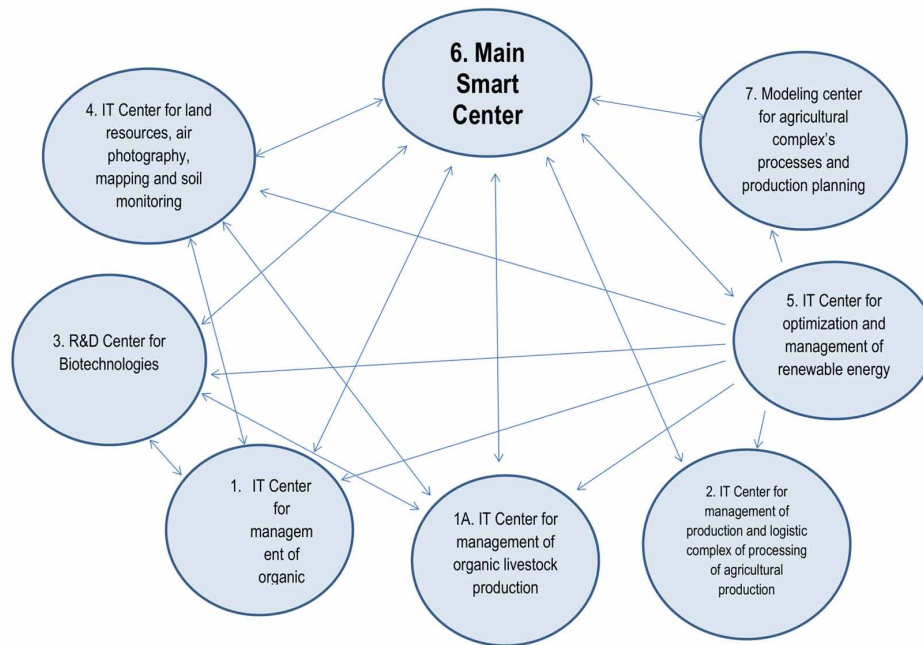 6. Main
Smart
Center
4. IT Center for land
resources, air
photography,
mapping and soil
monitoring
7. Modeling center
for agricultural
complex's
processes and
production planning
3. R&D Center for
Biotechnologies
5. IT Center for
optimization and
management of
renewable energy
1. IT Center
for
managem
ent of
organic
1A. IT Center for
management of
organic livestock
production
2. IT Center for
management of
production and logistic
complex of processing
of agricultural
production